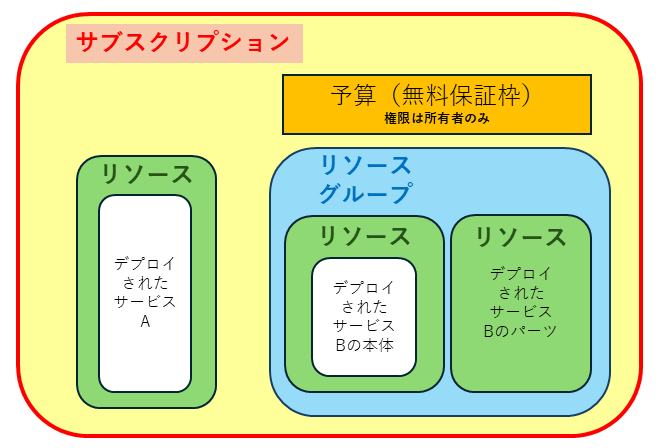 サブスクリプション
予算（無料保証枠）
権限は所有者のみ
リソース
デプロイ
された
サービス
A
リソース
グループ
リソース
デプロイ
された
サービス
Bの本体
リソース
デプロイ
された
サービス
Bのパーツ